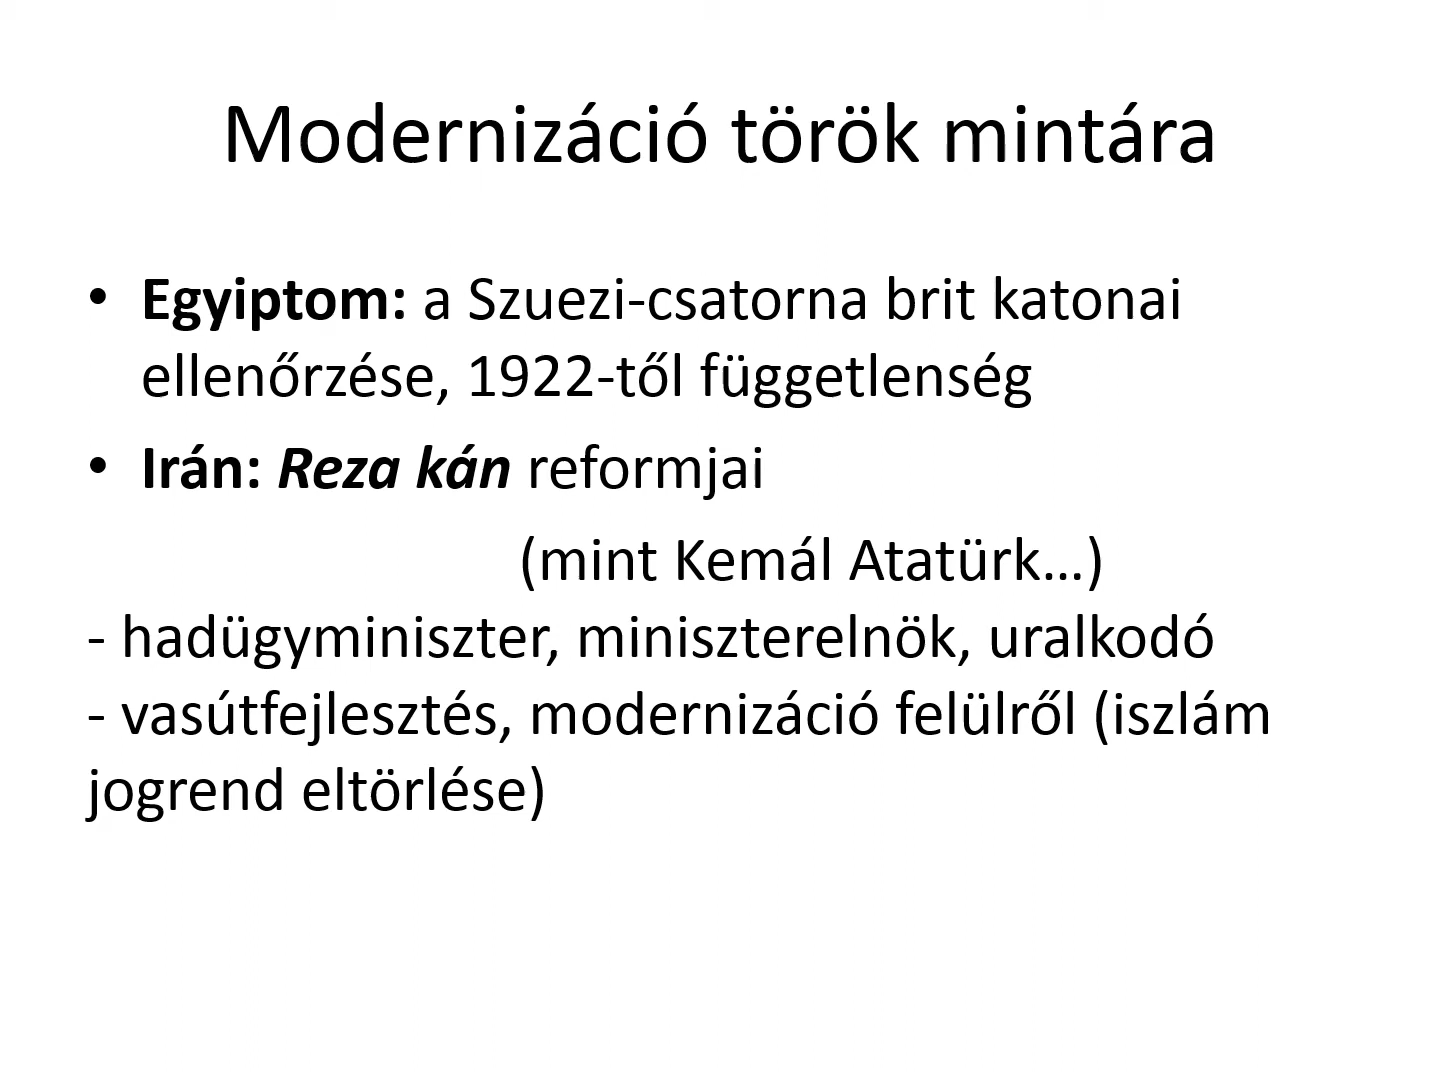 Modernizáció török mintára
• Egyiptom: a Szuezi-csatorna brit katonai
ellenőrzése, 1922-től függetlenség
• Irán: Reza kán reformjai
(mint Kemál Atatürk…)
- hadügyminiszter, miniszterelnök, uralkodó
- vasútfejlesztés, modernizáció felülről (iszlám
jogrend eltörlése)